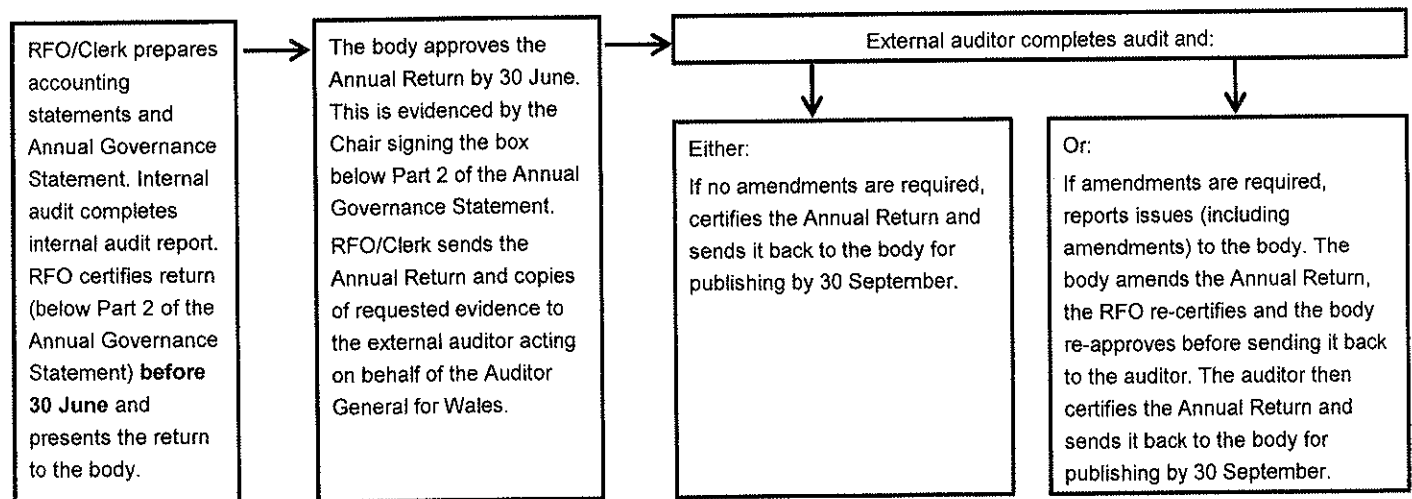 RFO/Clerk prepares
accounting
statements and
Annual Governance
Statement. Internal
audit completes
internal audit report.
RFO certifies return
(below Part 2 of the
Annual Governance
Statement) before
30 June and
presents the return
to the body.
The body approves the
Annual Return by 30 June.
This is evidenced by the
Chair signing the box
below Part 2 of the Annual
Governance Statement.
RFO/Clerk sends the
Annual Return and copies
of requested evidence to
the external auditor acting
on behalf of the Auditor
General for Wales.
External auditor completes audit and:
Either:
If no amendments are required,
certifies the Annual Return and
sends it back to the body for
publishing by 30 September.
Or:
If amendments are required,
reports issues (including
amendments) to the body. The
body amends the Annual Return,
the RFO re-certifies and the body
re-approves before sending it back
to the auditor. The auditor then
certifies the Annual Return and
sends it back to the body for
publishing by 30 September.